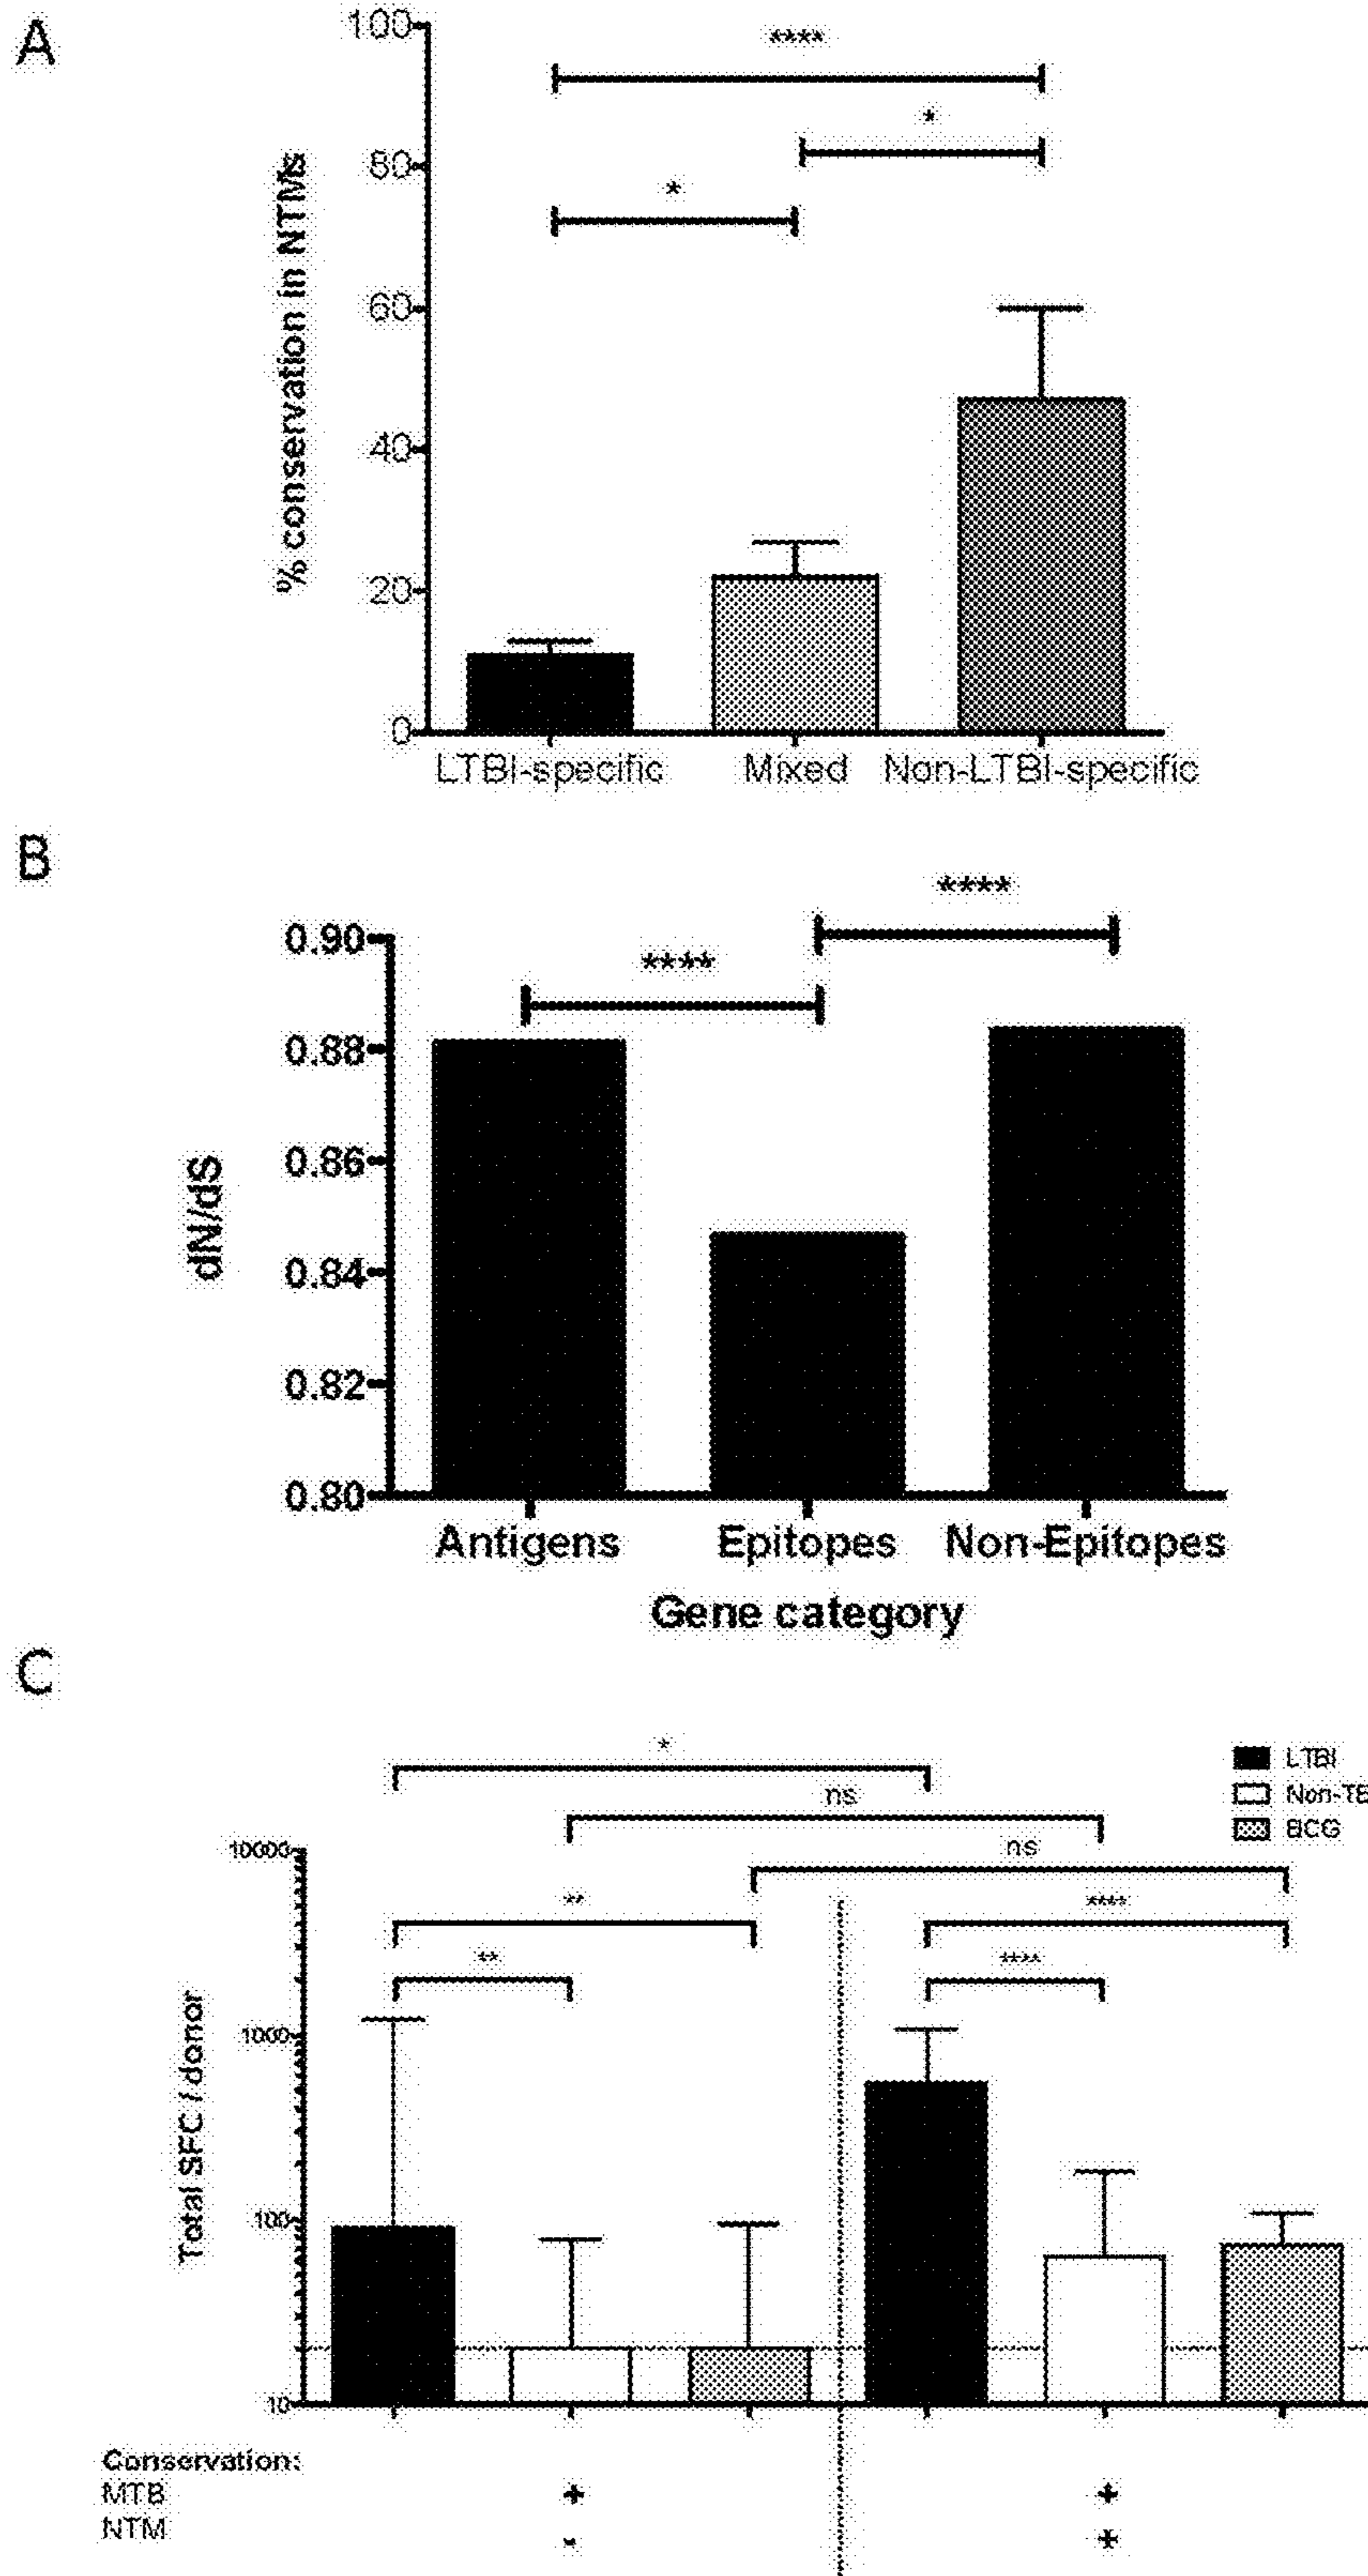 A
****
*
*
% conservation in NTMs
100
80
60
40
20
0
LTBI-specific
Mixed
Non-LTBI-specific
B
****
****
dN/dS
0.90
0.88
0.86
0.84
0.82
0.80
Antigens
Epitopes
Non-Epitopes
Gene category
C
*
ns
ns
**
****
**
****
LTBI
Non-TB
BCG
Total SFC / donor
10000
1000
100
10
Conservation:
MTB + +
NTM - +